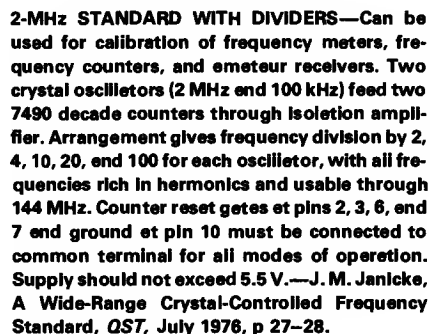 2-MHz STANDARD WITH DIVIDERS—Can be
used for calibration of frequency meters, fre-
quency counters, and emeteur receivers. Two
crystal oscilletors (2 MHz end 100 kHz) feed two
7490 decade counters through isoletion ampli-
fier. Arrangement gives frequency division by 2,
4, 10, 20, end 100 for each oscilletor, with all fre-
quencies rich in hermonics and usable through
144 MHz. Counter reset getes et pins 2, 3, 6, end
7 end ground et pin 10 must be connected to
common terminal for all modes of operetion.
Supply should not exceed 5.5 V.—J. M. Janicke,
A Wide-Range Crystal-Controlled Frequency
Standard, QST, July 1976, p 27–28.